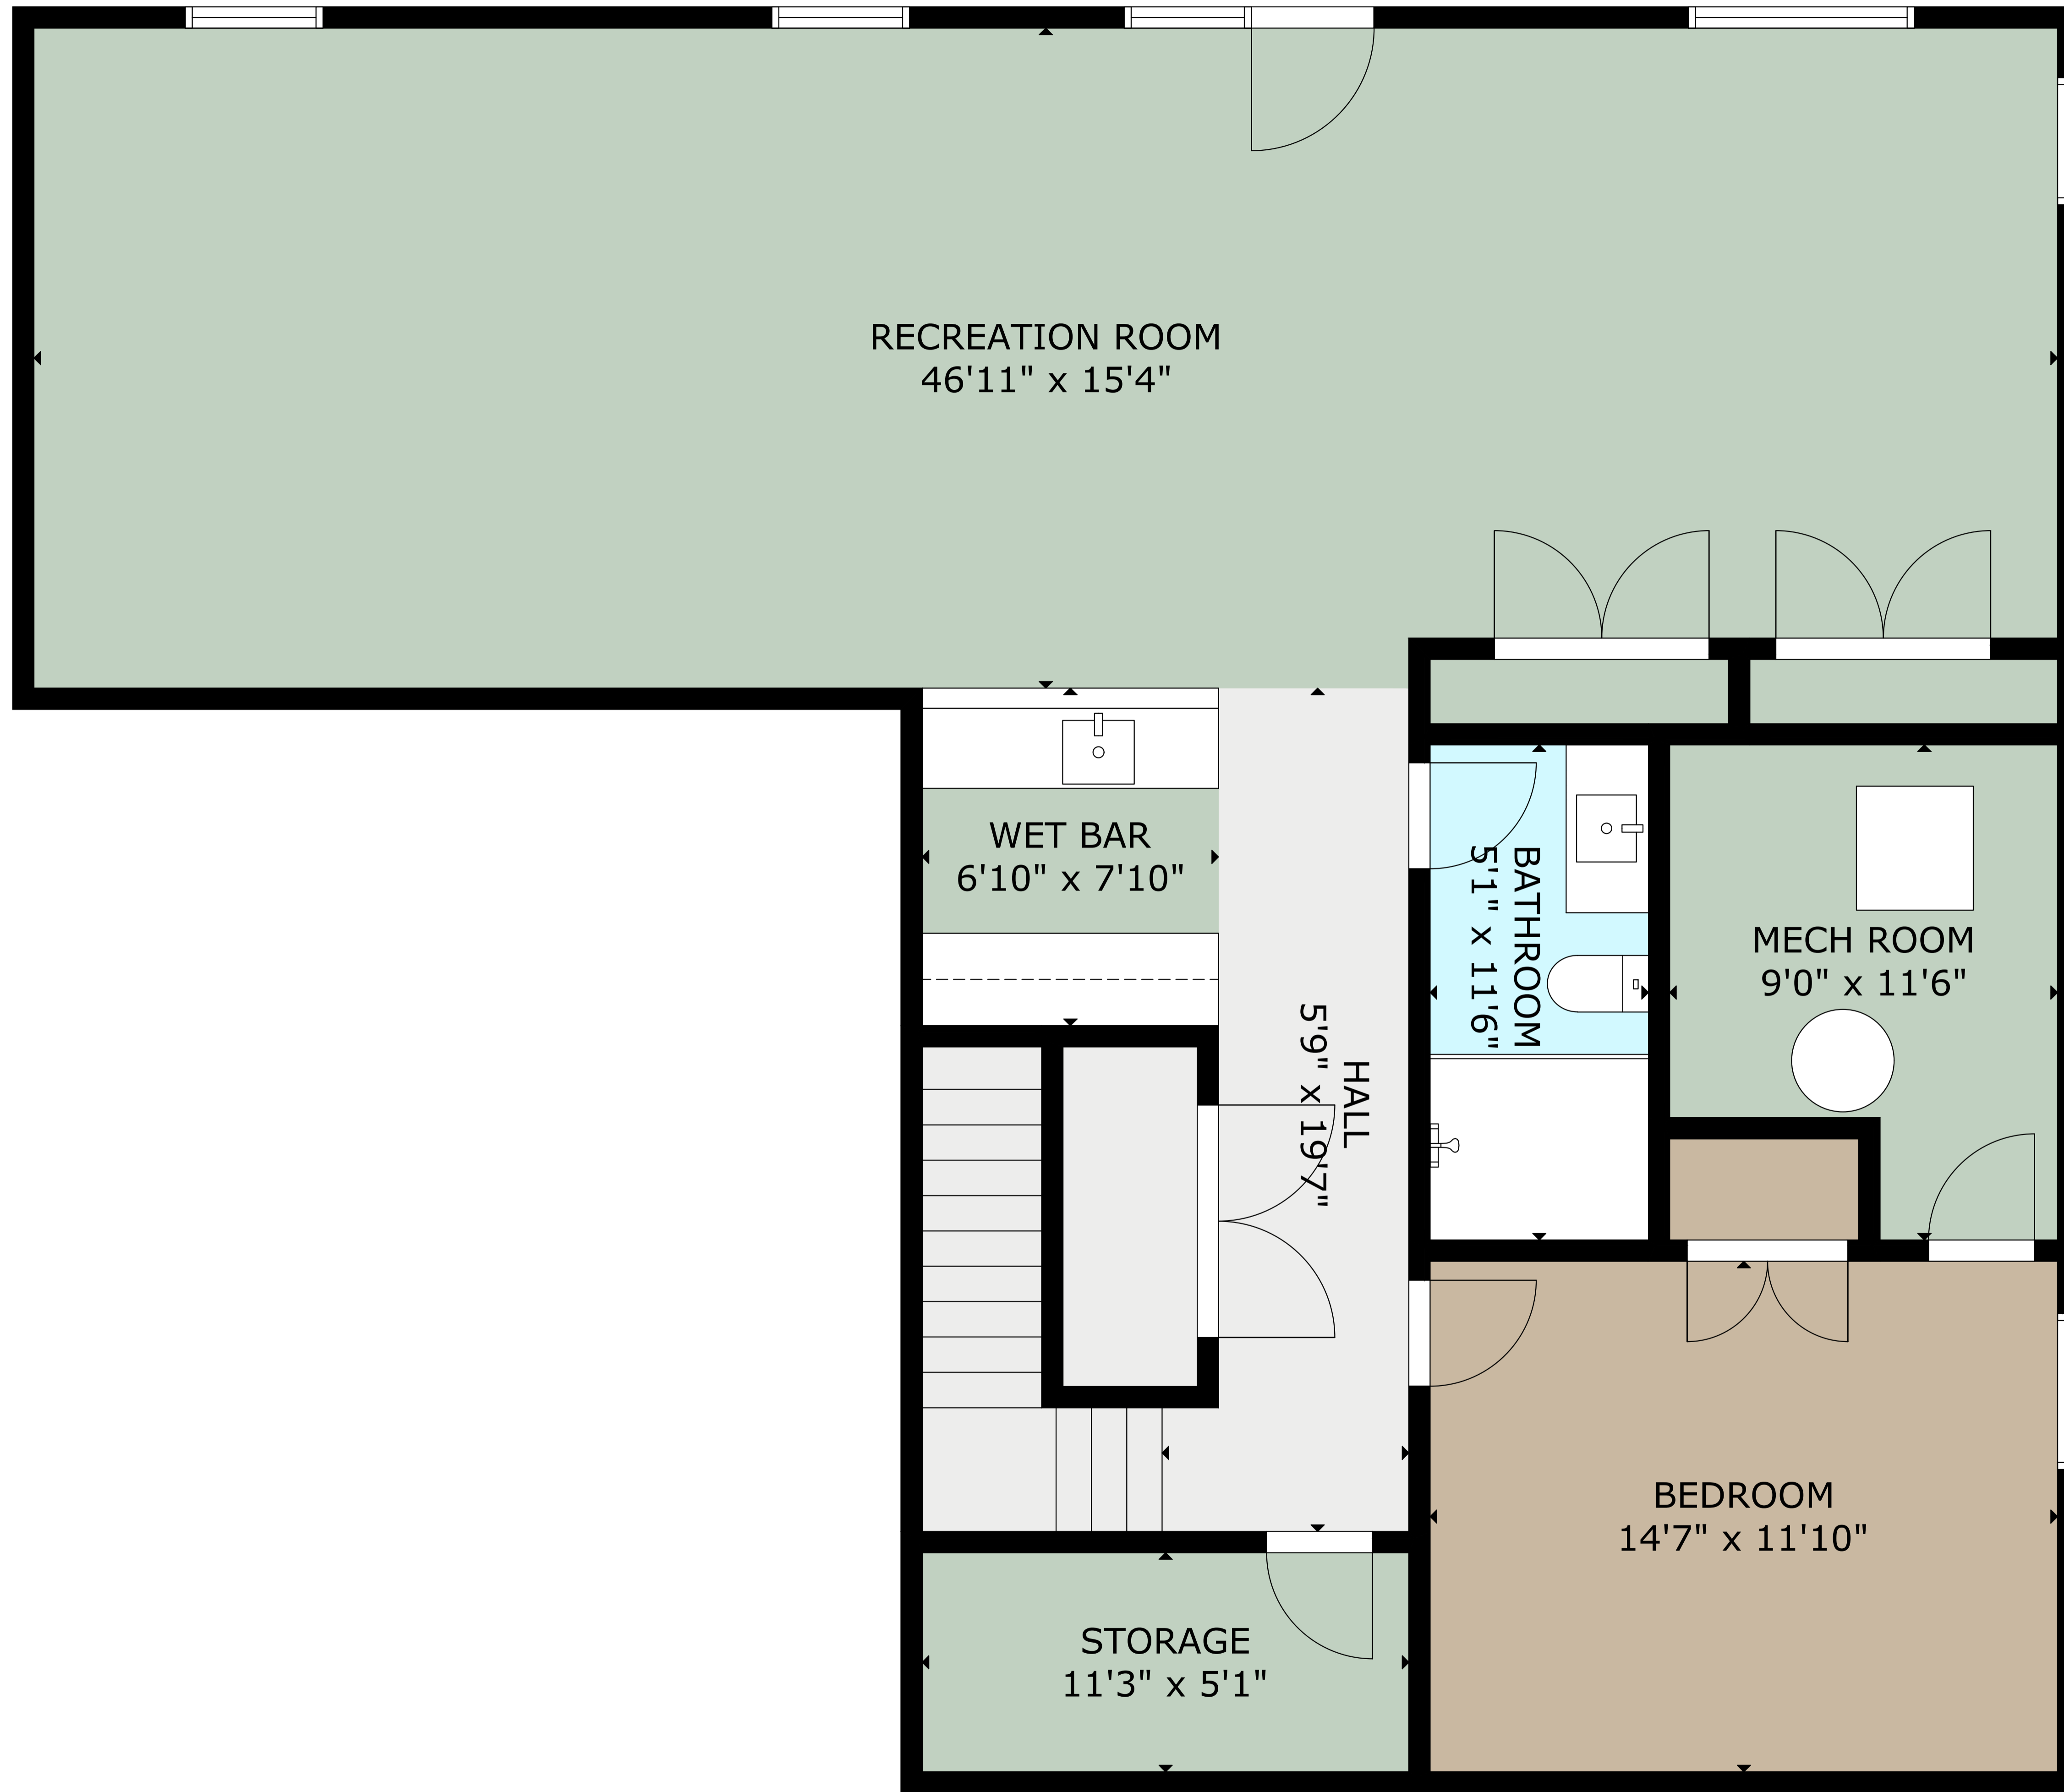 RECREATION ROOM
46'11" x 15'4"
WET BAR
6'10" x 7'10"
BATHROOM
5'1" x 11'6"
MECH ROOM
9'0" x 11'6"
HALL
5'9" x 19'7"
BEDROOM
14'7" x 11'10"
STORAGE
11'3" x 5'1"